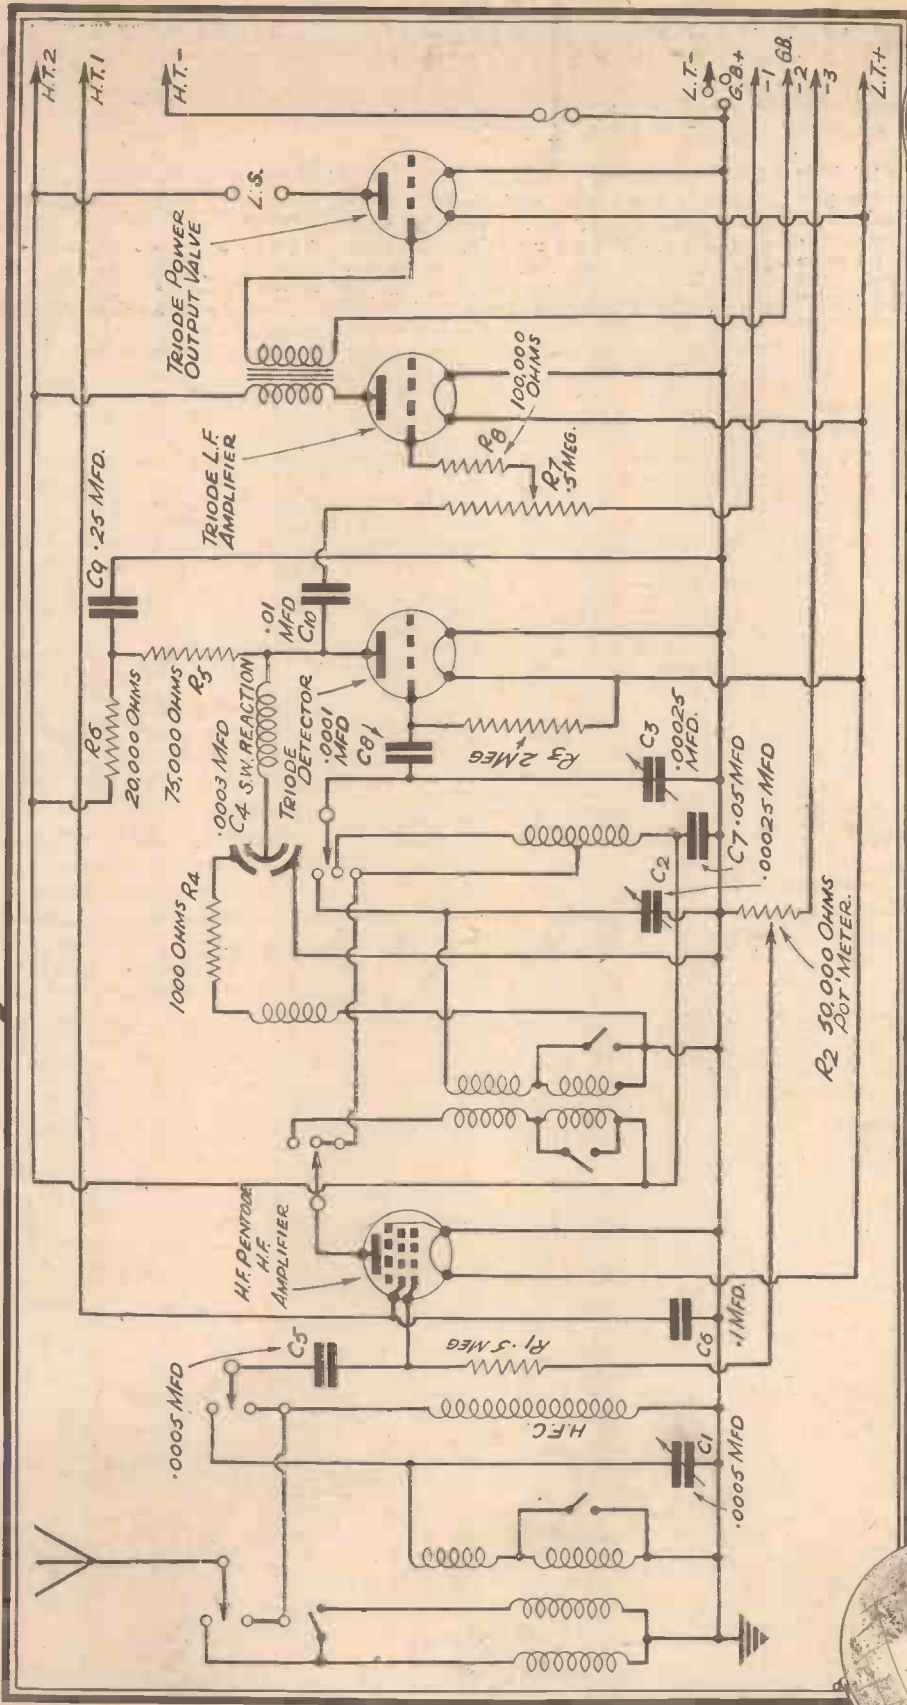 H.T.2
H.T.1
H.T.-
L.T.-
G.B.+
-1
G.B.
-2
-3
L.T.+
L.S.
TRIODE POWER
OUTPUT VALVE
TRIODE L.F.
AMPLIFIER
R8
100,000
OHMS
R7
.5 MEG.
C9 .25 MFD.
R6
20,000 OHMS
75,000 OHMS
R5
.01
MFD
C10
.0003 MFD
C4 S.W. REACTION
TRIODE
DETECTOR
.0001
MFD
C8
R3 2 MEG
C3
.00025
MFD.
1000 OHMS R4
C2
C7 .05 MFD
.00025 MFD
R2 50,000 OHMS
POT'METER.
H.F. PENTODE
H.F.
AMPLIFIER
C6
.1 MFD.
R1 .5 MEG
C5
.0005 MFD
H.F.C.
C1
.0005 MFD